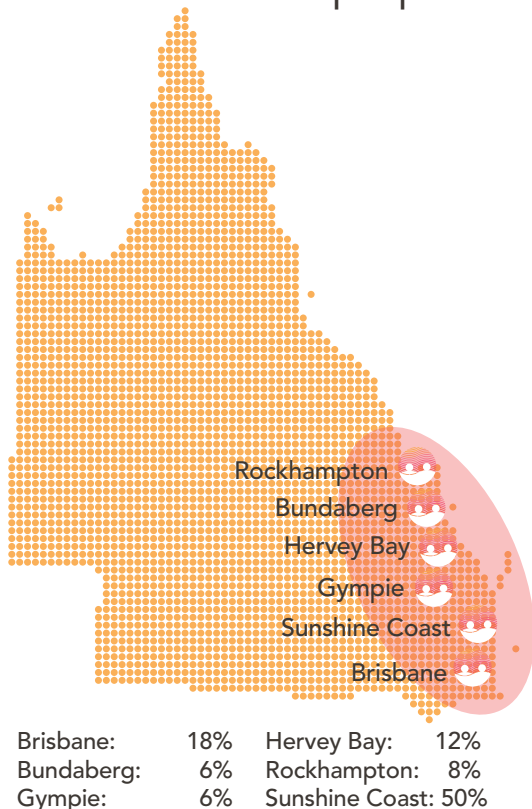 Rockhampton
Bundaberg
Hervey Bay
Gympie
Sunshine Coast
Brisbane
Brisbane: 18% Hervey Bay: 12%
Bundaberg: 6% Rockhampton: 8%
Gympie: 6% Sunshine Coast: 50%